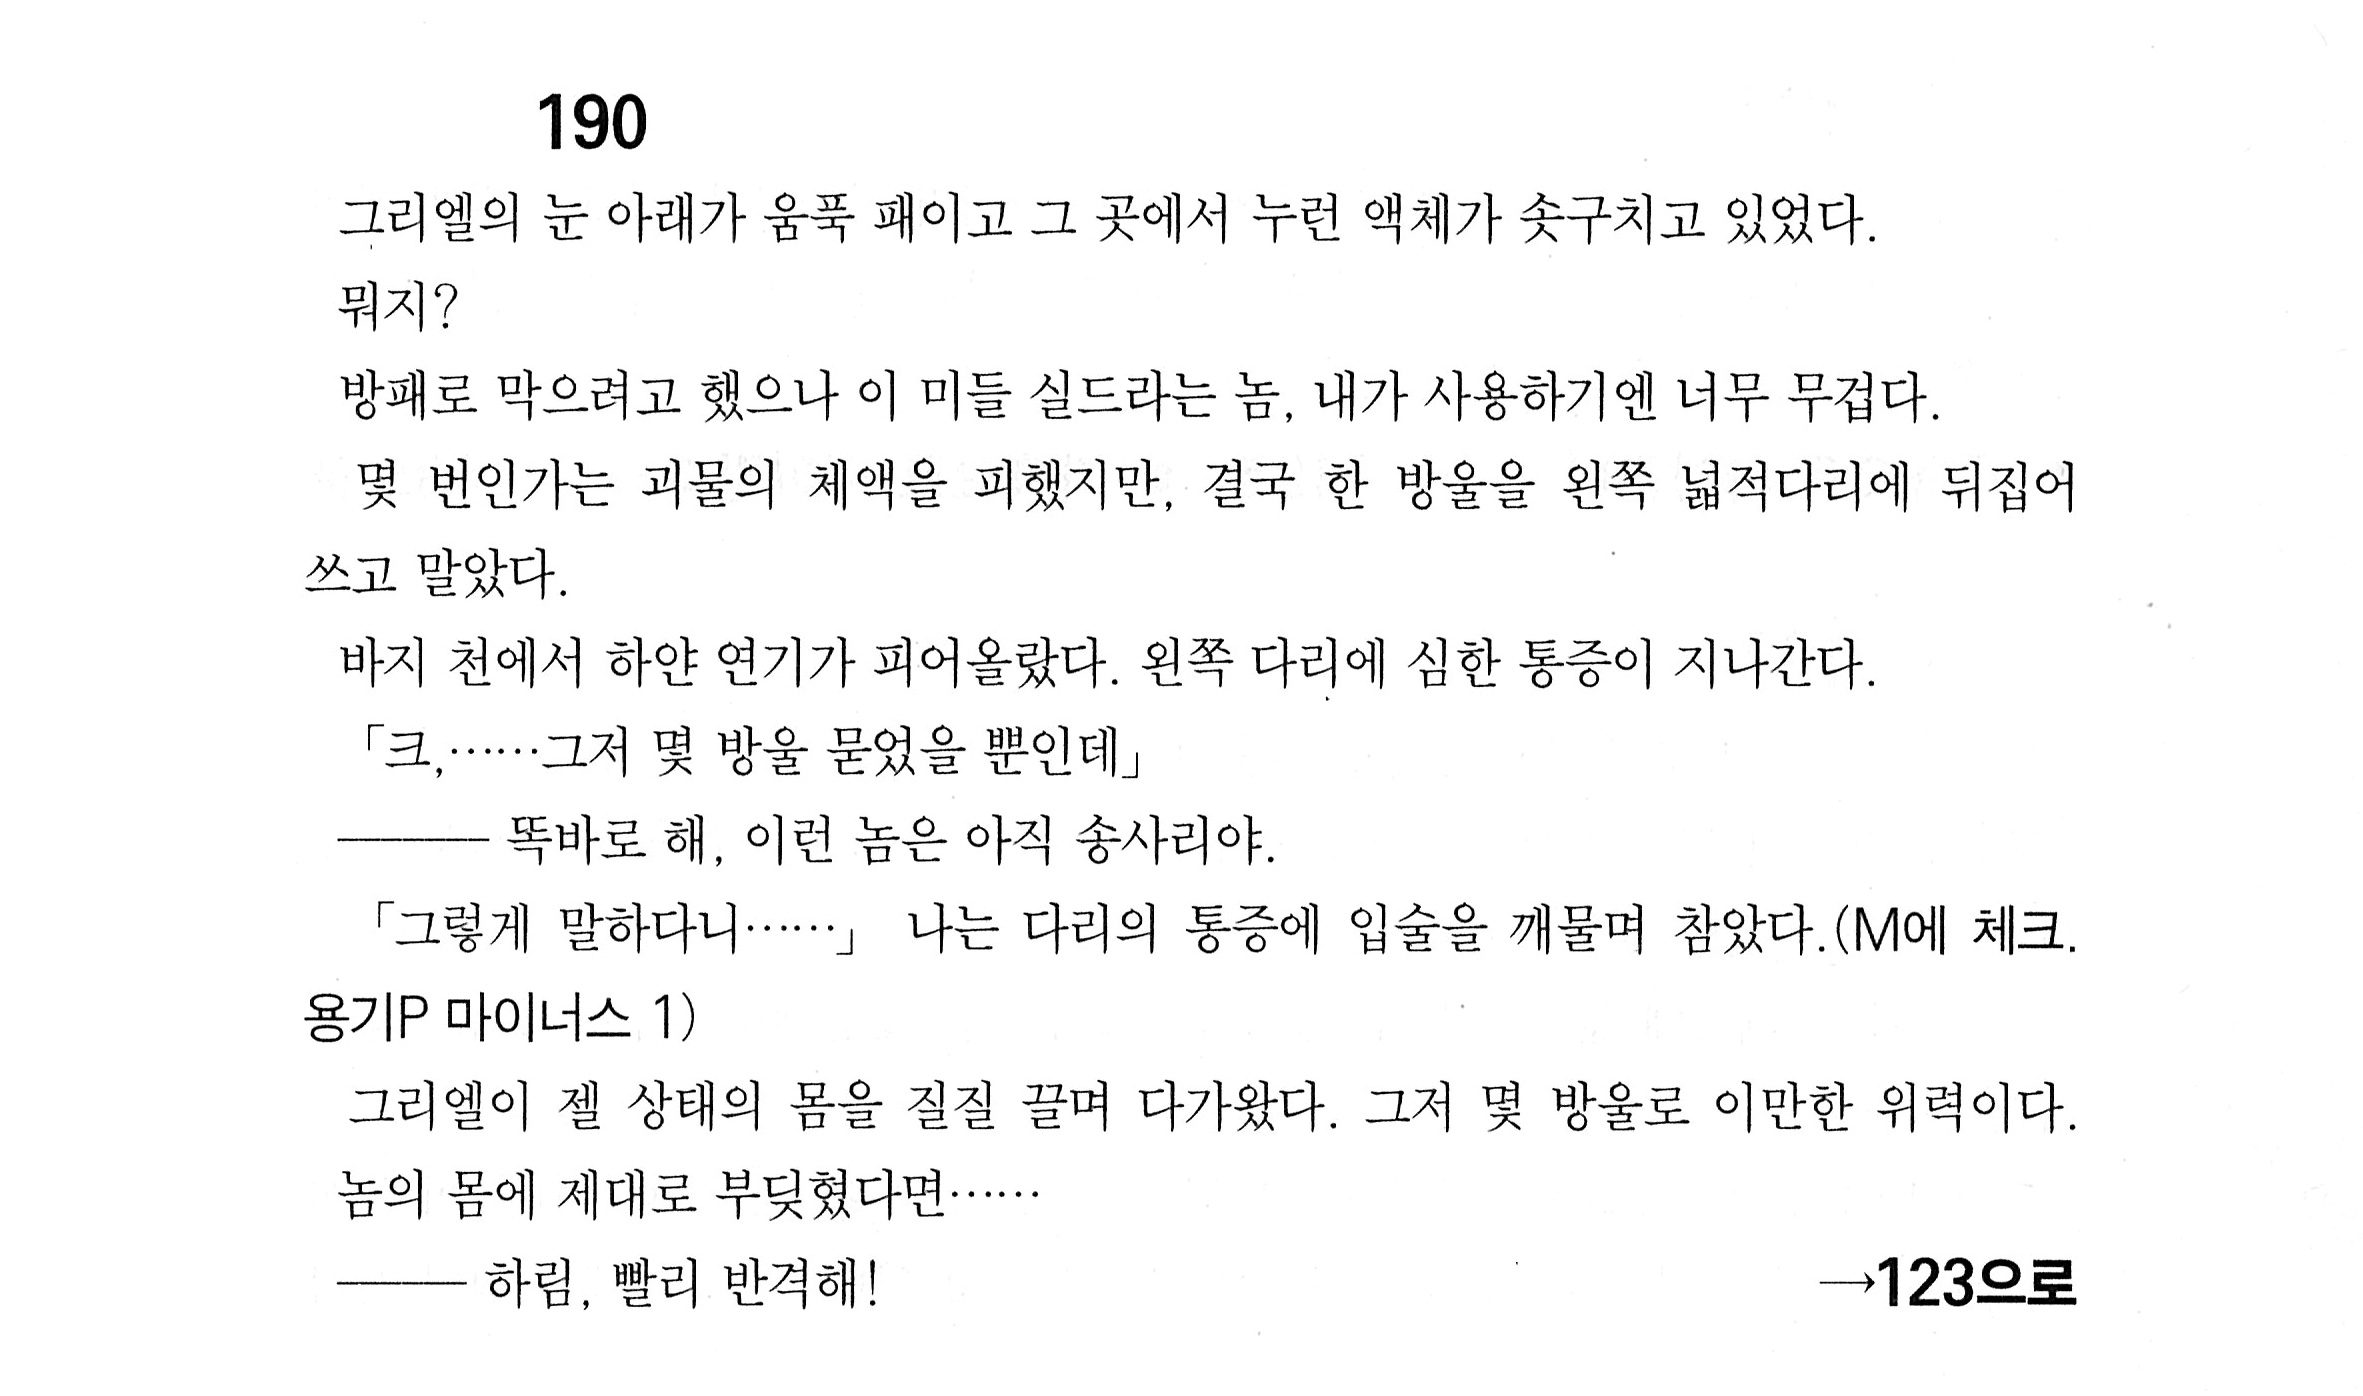 190
그리엘의 눈 아래가 움푹 패이고 그 곳에서 누런 액체가 솟구치고 있었다.
뭐지?
방패로 막으려고 했으나 이 미들 실드라는 놈, 내가 사용하기엔 너무 무겁다.
몇 번인가는 괴물의 체액을 피했지만, 결국 한 방울을 왼쪽 넓적다리에 뒤집어
쓰고 말았다.
바지 천에서 하얀 연기가 피어올랐다. 왼쪽 다리에 심한 통증이 지나간다.
「크,……그저 몇 방울 묻었을 뿐인데」
─── 똑바로 해, 이런 놈은 아직 송사리야.
「그렇게 말하다니……」 나는 다리의 통증에 입술을 깨물며 참았다.(M에 체크.
용기P 마이너스 1)
그리엘이 젤 상태의 몸을 질질 끌며 다가왔다. 그저 몇 방울로 이만한 위력이다.
놈의 몸에 제대로 부딪혔다면……
─── 하림, 빨리 반격해! →123으로